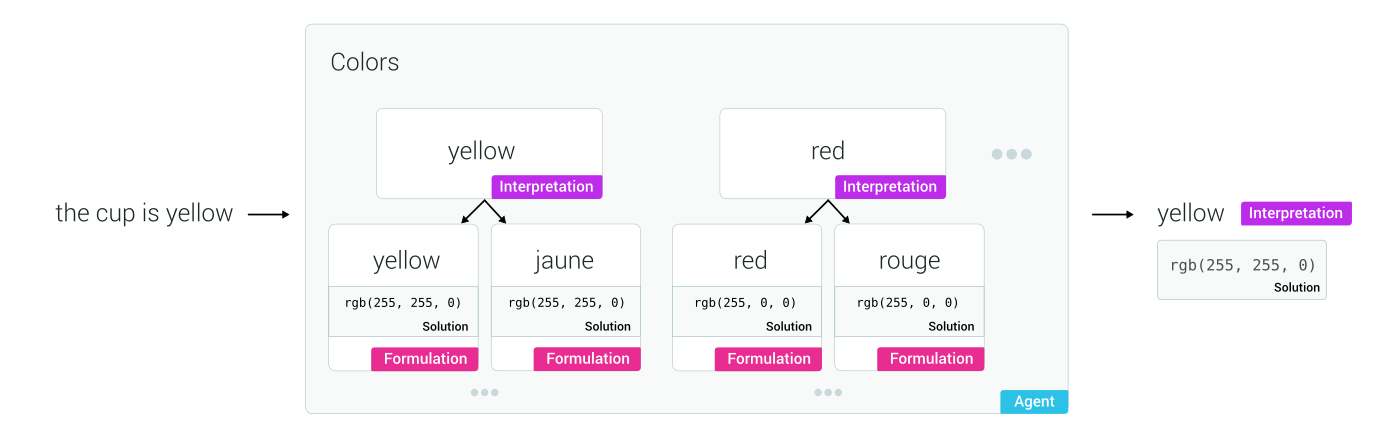 Colors
yellow
Interpretation
red
Interpretation
the cup is yellow
yellow
rgb(255, 255, 0)
Solution
Formulation
jaune
rgb(255, 255, 0)
Solution
Formulation
red
rgb(255, 0, 0)
Solution
Formulation
rouge
rgb(255, 0, 0)
Solution
Formulation
Agent
yellow Interpretation
rgb(255, 255, 0)
Solution